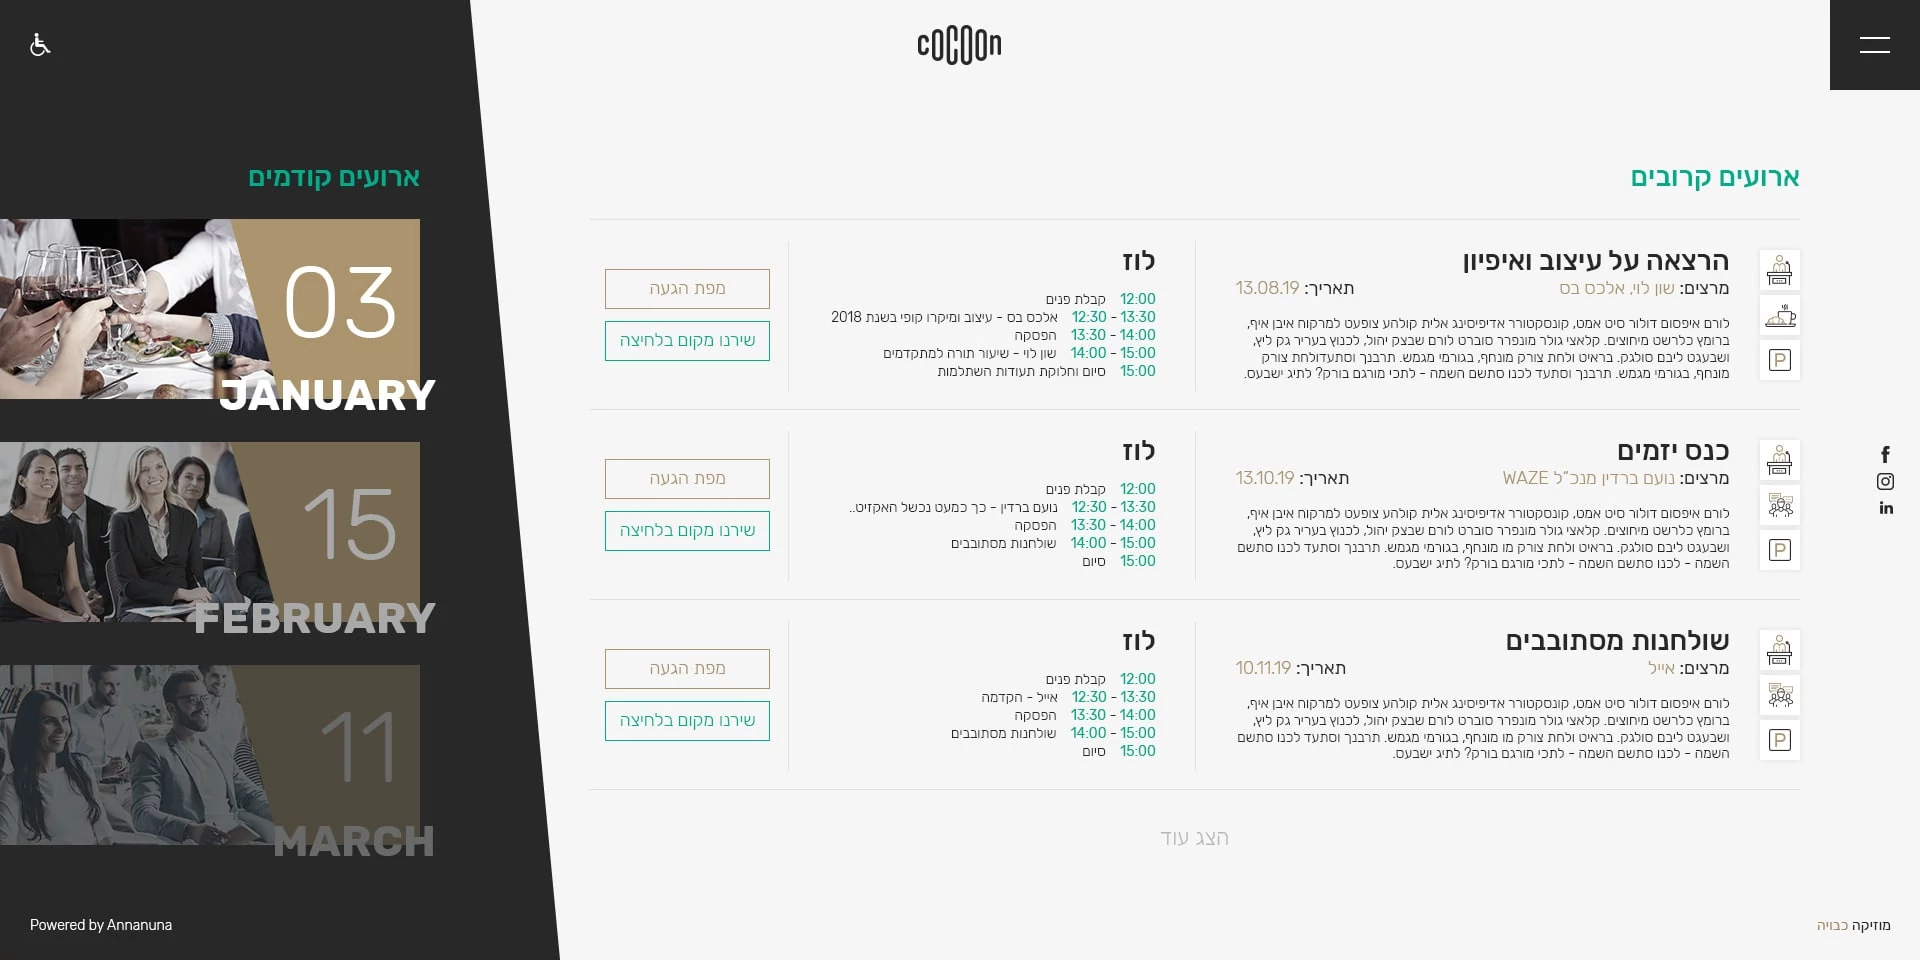 cocoon
ארועים קרובים
הרצאה על עיצוב ואיפיון
מרצים: שון לוי, אלכס בס
תאריך: 13.08.19
לורם איפסום דולור סיט אמט, קונסקטורר אדיפיסינג אלית קולהע צופעט למרקוח איבן איף,
ברומץ כלרשט מיחוצים. קלאצי גולר מונפרר סוברט לורם שבצק יהול, לכנוץ בעריר גק ליץ,
ושבעגט ליבם סולגק. בראיט ולחת צורק מונחף, בגורמי מגמש. תרבנך וסתעדולחת צורק
מונחף, בגורמי מגמש. תרבנך וסתעד לכנו סתשם השמה - לתכי מורגם בורק? לתיג ישבעס.
P
לוז
12:00 קבלת פנים
12:30 - 13:30 אלכס בס - עיצוב ומיקרו קופי בשנת 2018
13:30 - 14:00 הפסקה
14:00 - 15:00 שון לוי - שיעור תורה למתקדמים
15:00 סיום וחלוקת תעודות השתלמות
מפת הגעה
שירנו מקום בלחיצה
כנס יזמים
מרצים: נועם ברדין מנכ"ל WAZE
תאריך: 13.10.19
לורם איפסום דולור סיט אמט, קונסקטורר אדיפיסינג אלית קולהע צופעט למרקוח איבן איף,
ברומץ כלרשט מיחוצים. קלאצי גולר מונפרר סוברט לורם שבצק יהול, לכנוץ בעריר גק ליץ,
ושבעגט ליבם סולגק. בראיט ולחת צורק מו מונחף, בגורמי מגמש. תרבנך וסתעד לכנו סתשם
השמה - לכנו סתשם השמה - לתכי מורגם בורק? לתיג ישבעס.
P
לוז
12:00 קבלת פנים
12:30 - 13:30 נועם ברדין - כך כמעט נכשל האקזיט..
13:30 - 14:00 הפסקה
14:00 - 15:00 שולחנות מסתובבים
15:00 סיום
מפת הגעה
שירנו מקום בלחיצה
שולחנות מסתובבים
מרצים: אייל
תאריך: 10.11.19
לורם איפסום דולור סיט אמט, קונסקטורר אדיפיסינג אלית קולהע צופעט למרקוח איבן איף,
ברומץ כלרשט מיחוצים. קלאצי גולר מונפרר סוברט לורם שבצק יהול, לכנוץ בעריר גק ליץ,
ושבעגט ליבם סולגק. בראיט ולחת צורק מו מונחף, בגורמי מגמש. תרבנך וסתעד לכנו סתשם
השמה - לכנו סתשם השמה - לתכי מורגם בורק? לתיג ישבעס.
P
לוז
12:00 קבלת פנים
12:30 - 13:30 אייל - הקדמה
13:30 - 14:00 הפסקה
14:00 - 15:00 שולחנות מסתובבים
15:00 סיום
מפת הגעה
שירנו מקום בלחיצה
הצג עוד
ארועים קודמים
03
JANUARY
15
FEBRUARY
11
MARCH
מוזיקה כבויה
Powered by Annanuna